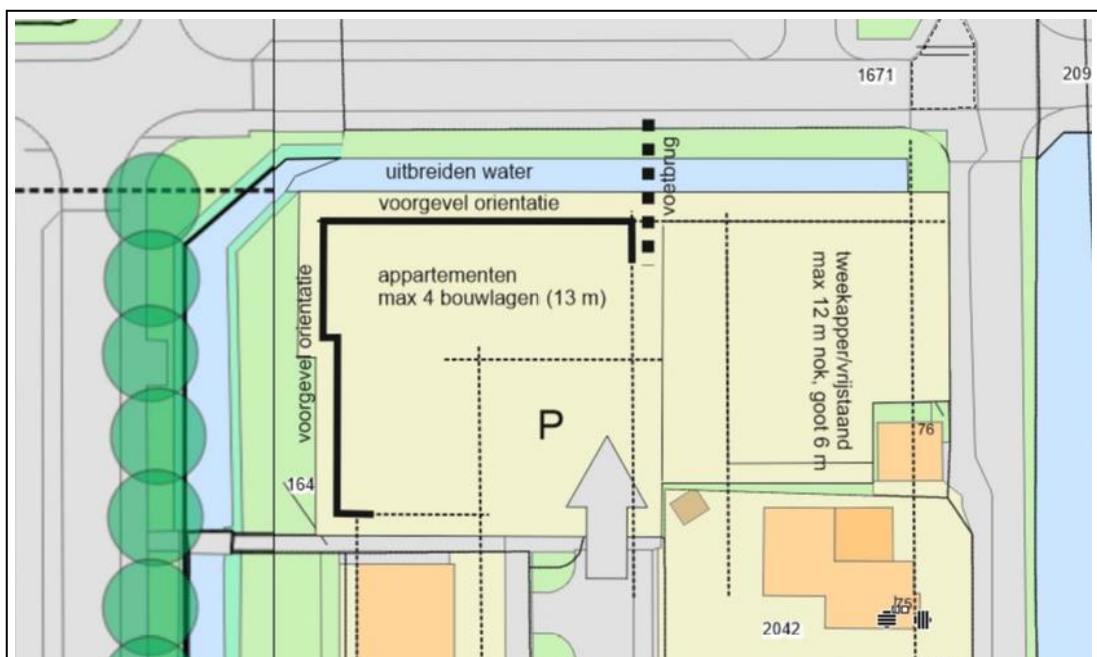 1671
209
uitbreiden water
voetbrug
voorgevel orientatie
appartementen
max 4 bouwlagen (13 m)
voorgevel orientatie
tweekapper/vrijstaand
max 12 m nok, goot 6 m
P
76
164
75
2042